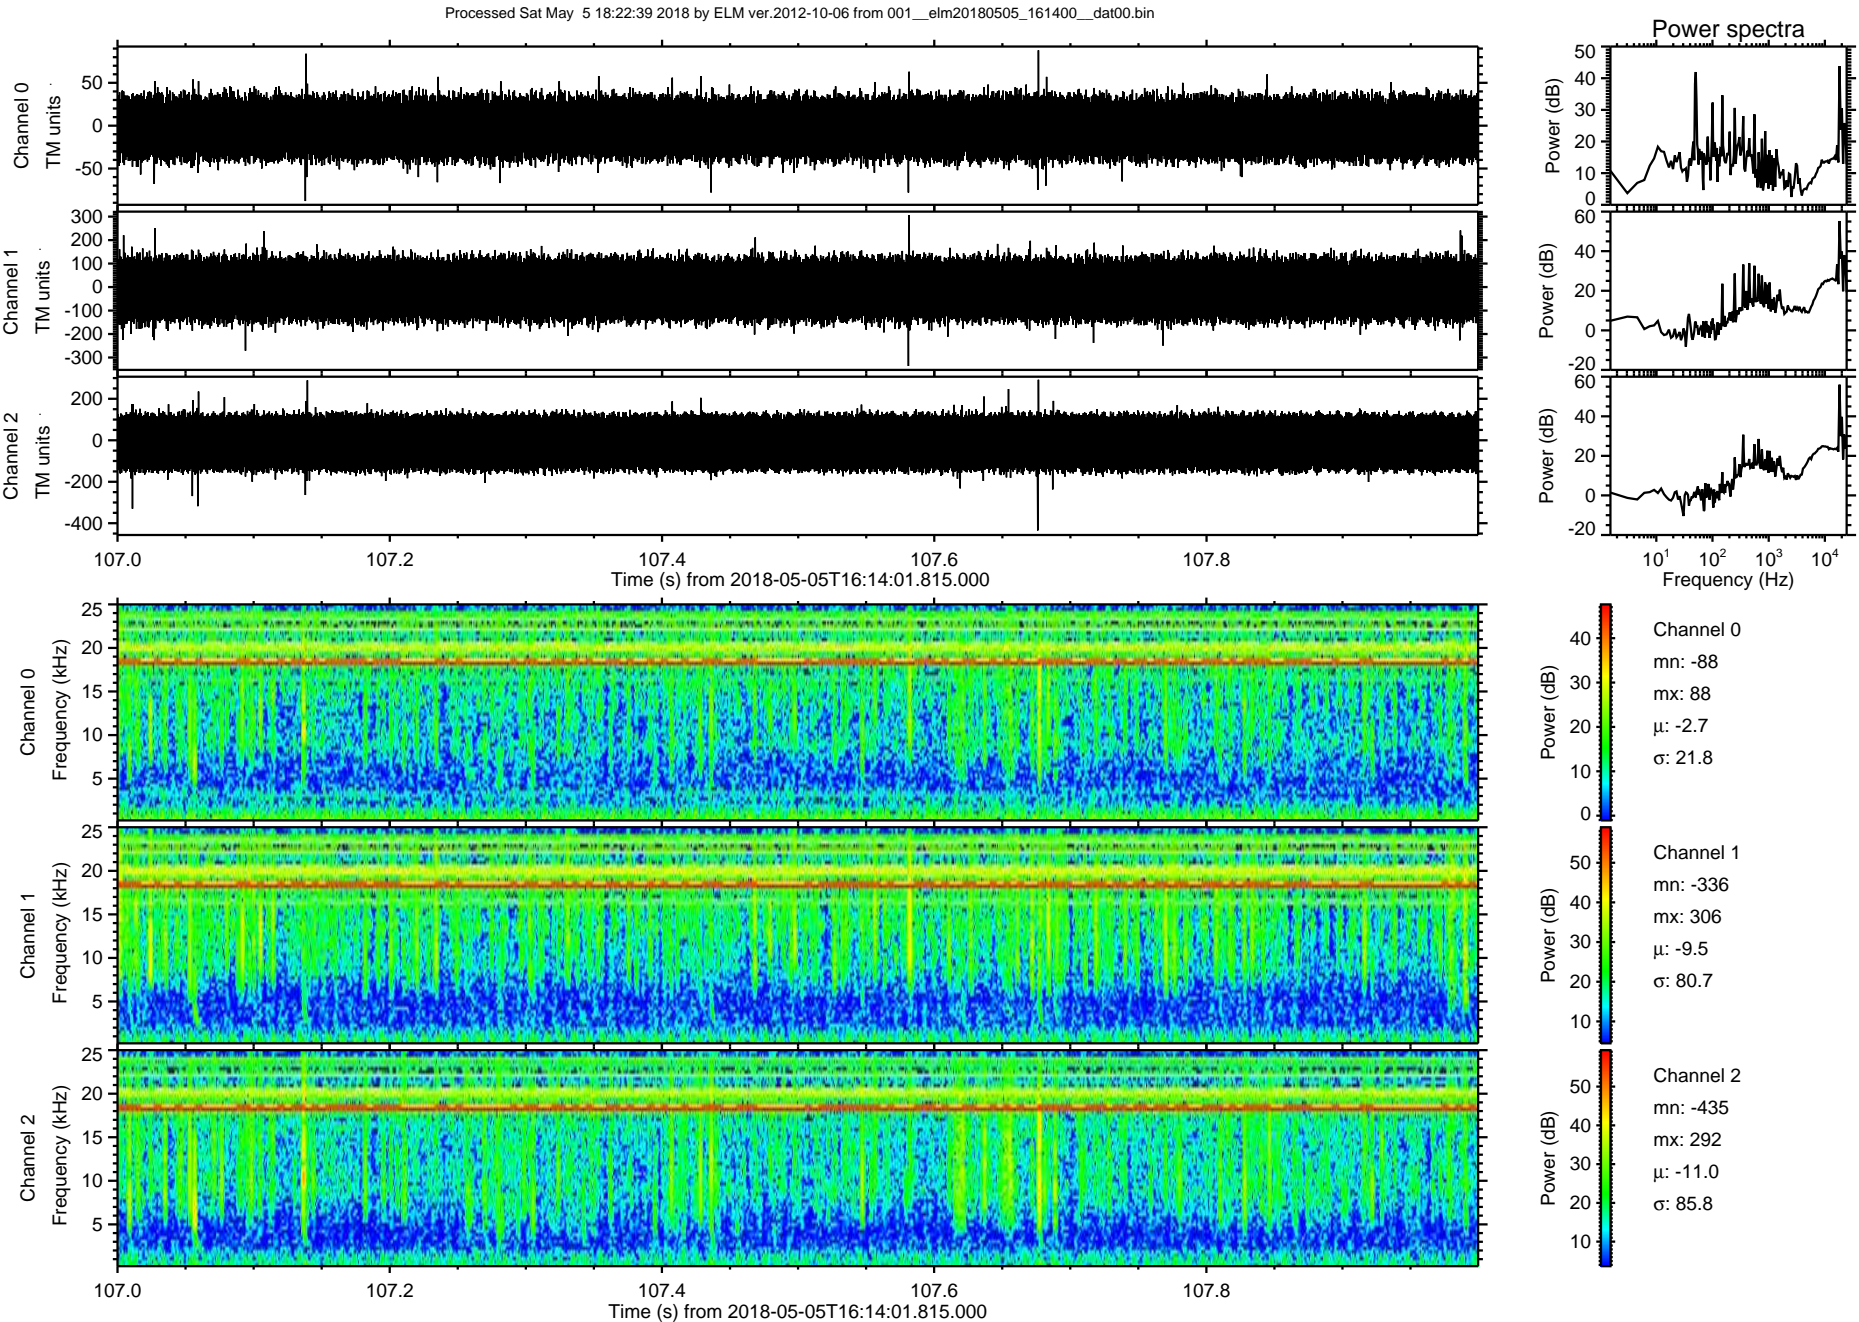 Processed Sat May  5 18:22:39 2018 by ELM ver.2012-10-06 from 001__elm20180505_161400__dat00.bin
Power spectra
Channel 0
TM units
50
0
-50
Power (dB)
50
40
30
20
10
0
Channel 1
TM units
300
200
100
0
-100
-200
-300
Power (dB)
60
40
20
0
-20
Channel 2
TM units
200
0
-200
-400
Power (dB)
60
40
20
0
-20
107.0 107.2 107.4 107.6 107.8
Time (s) from 2018-05-05T16:14:01.815.000
10^1 10^2 10^3 10^4
Frequency (Hz)
Channel 0
Frequency (kHz)
25
20
15
10
5
Power (dB)
40
30
20
10
0
Channel 0
mn: -88
mx: 88
μ: -2.7
σ: 21.8
Channel 1
Frequency (kHz)
25
20
15
10
5
Power (dB)
50
40
30
20
10
Channel 1
mn: -336
mx: 306
μ: -9.5
σ: 80.7
Channel 2
Frequency (kHz)
25
20
15
10
5
Power (dB)
50
40
30
20
10
Channel 2
mn: -435
mx: 292
μ: -11.0
σ: 85.8
107.0 107.2 107.4 107.6 107.8
Time (s) from 2018-05-05T16:14:01.815.000